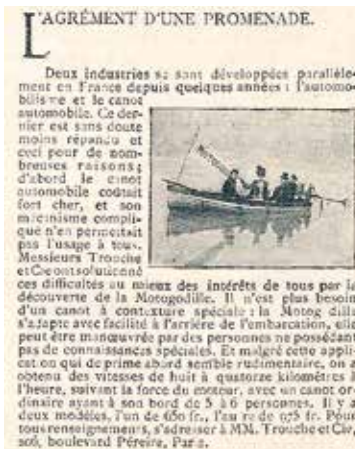 L'AGRÉMENT D'UNE PROMENADE.
Deux industries se sont développées parallèle-
ment en France depuis quelques années : l'automo-
bilisme et le canot
automobile. Ce der-
nier est sans doute
moins répandu et
ceci pour de nom-
breuses raisons ;
d'abord le canot
automobile coûtait
fort cher, et son
mécanisme compli-
qué n'en permettait
pas l'usage à tous.
Messieurs Trouche
et Cie ont solutionné
ces difficultés au mieux des intérêts de tous par la
découverte de la Motogodille. Il n'est plus besoin
d'un canot à contexture spéciale : la Motogodille
s'adapte avec facilité à l'arrière de l'embarcation, elle
peut être manœuvrée par des personnes ne possédant
pas de connaissances spéciales. Et malgré cette appli-
cation qui de prime abord semble rudimentaire, on a
obtenu des vitesses de huit à quatorze kilomètres à
l'heure, suivant la force du moteur, avec un canot or-
dinaire ayant à son bord de 5 à 6 personnes. Il y a
deux modèles, l'un de 650 fr., l'autre de 975 fr. Pour
tous renseignements, s'adresser à MM. Trouche et Cie,
boulevard Péreire, Paris.